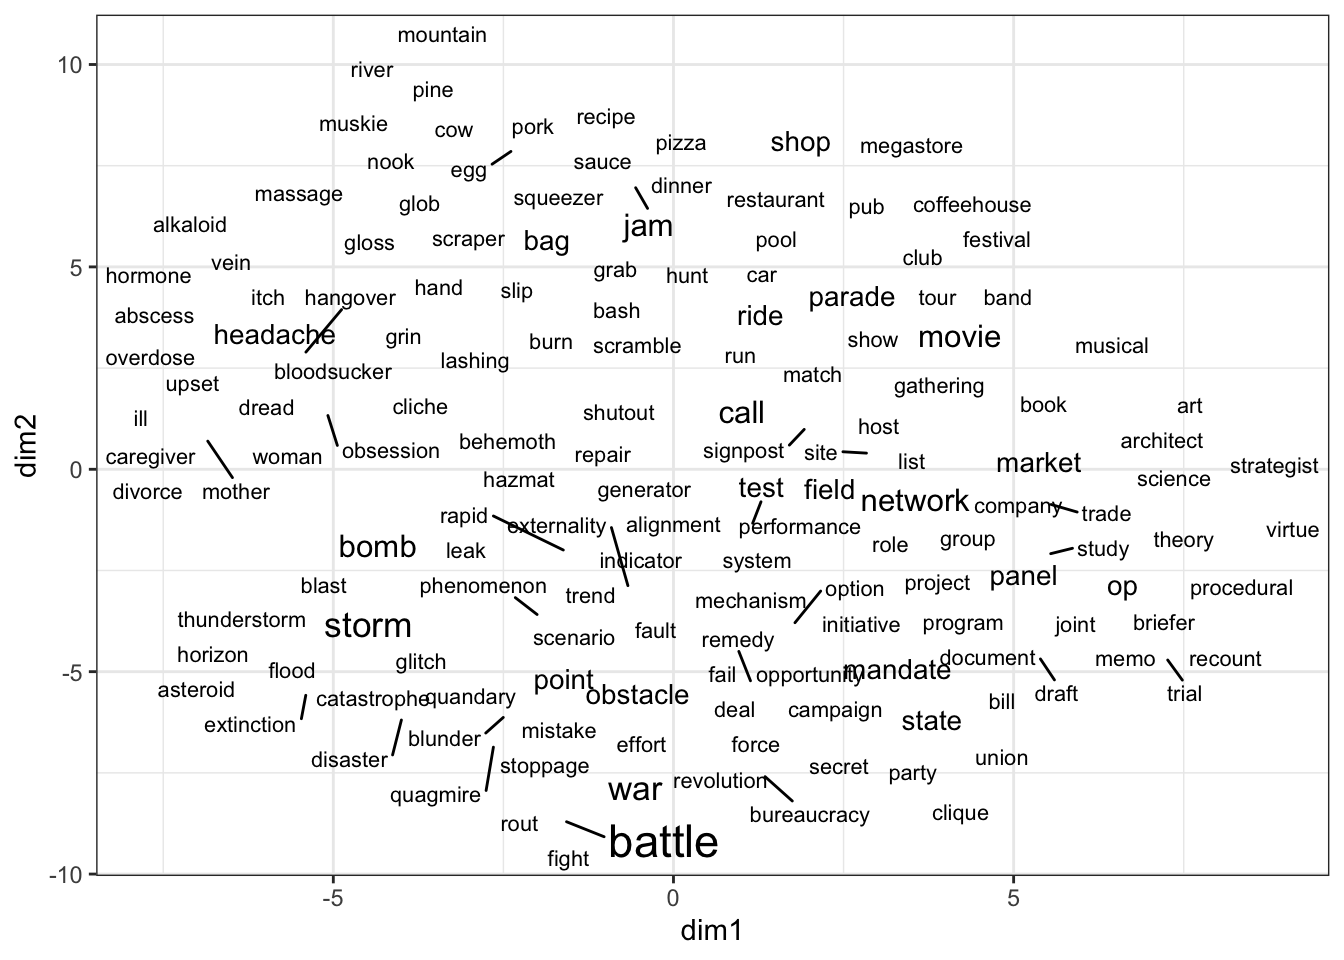 mountain
10
river
pine
recipe
muskie
cow
pork
pizza
shop
megastore
nook
egg
sauce
massage
dinner
glob
squeezer
restaurant
pub
coffeehouse
alkaloid
jam
gloss
scraper
bag
pool
festival
5
hormone
vein
grab
hunt
car
club
itch
hangover
hand
slip
parade
tour
band
abscess
bash
ride
headache
grin
burn
scramble
show
movie
musical
overdose
bloodsucker
lashing
run
upset
match
gathering
ill
dread
cliche
shutout
call
book
art
host
architect
dim2
0
caregiver
woman
obsession
behemoth
repair
signpost
site
list
market
strategist
divorce
mother
hazmat
generator
test
field
network
company
science
rapid
externality
alignment
performance
trade
virtue
bomb
leak
indicator
system
role
group
study
theory
blast
phenomenon
trend
mechanism
option
project
panel
op
procedural
thunderstorm
storm
scenario
fault
remedy
initiative
program
joint
briefer
horizon
-5
flood
glitch
fail
opportunity
mandate
document
memo
recount
asteroid
catastrophe
quandary
point
obstacle
draft
trial
extinction
blunder
mistake
deal
campaign
state
bill
disaster
stoppage
effort
force
secret
party
union
quagmire
war
revolution
bureaucracy
clique
rout
battle
fight
-10
-5
0
5
dim1